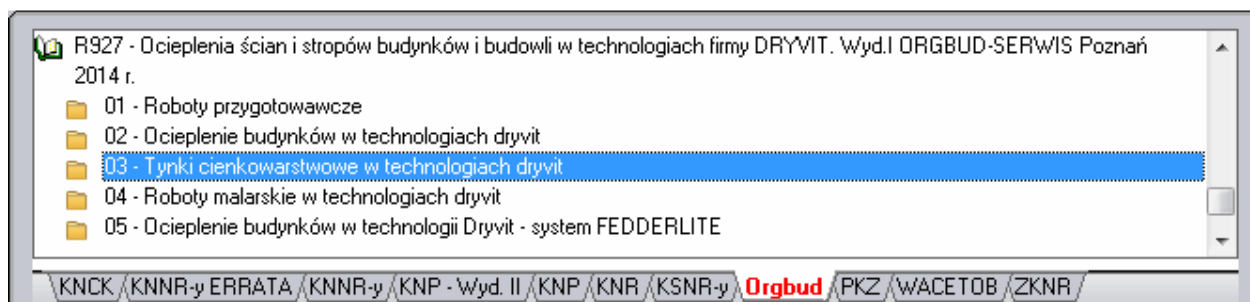 R927 - Ocieplenia ścian i stropów budynków i budowli w technologiach firmy DRYVIT. Wyd.I ORGBUD-SERWIS Poznań
2014 r.
01 - Roboty przygotowawcze
02 - Ocieplenie budynków w technologiach dryvit
03 - Tynki cienkowarstwowe w technologiach dryvit
04 - Roboty malarskie w technologiach dryvit
05 - Ocieplenie budynków w technologii Dryvit - system FEDDERLITE
KNCK KNNR-y ERRATA KNNR-y KNP - Wyd. II KNP KNR KSNR-y Orgbud PKZ WACETOB ZKNR